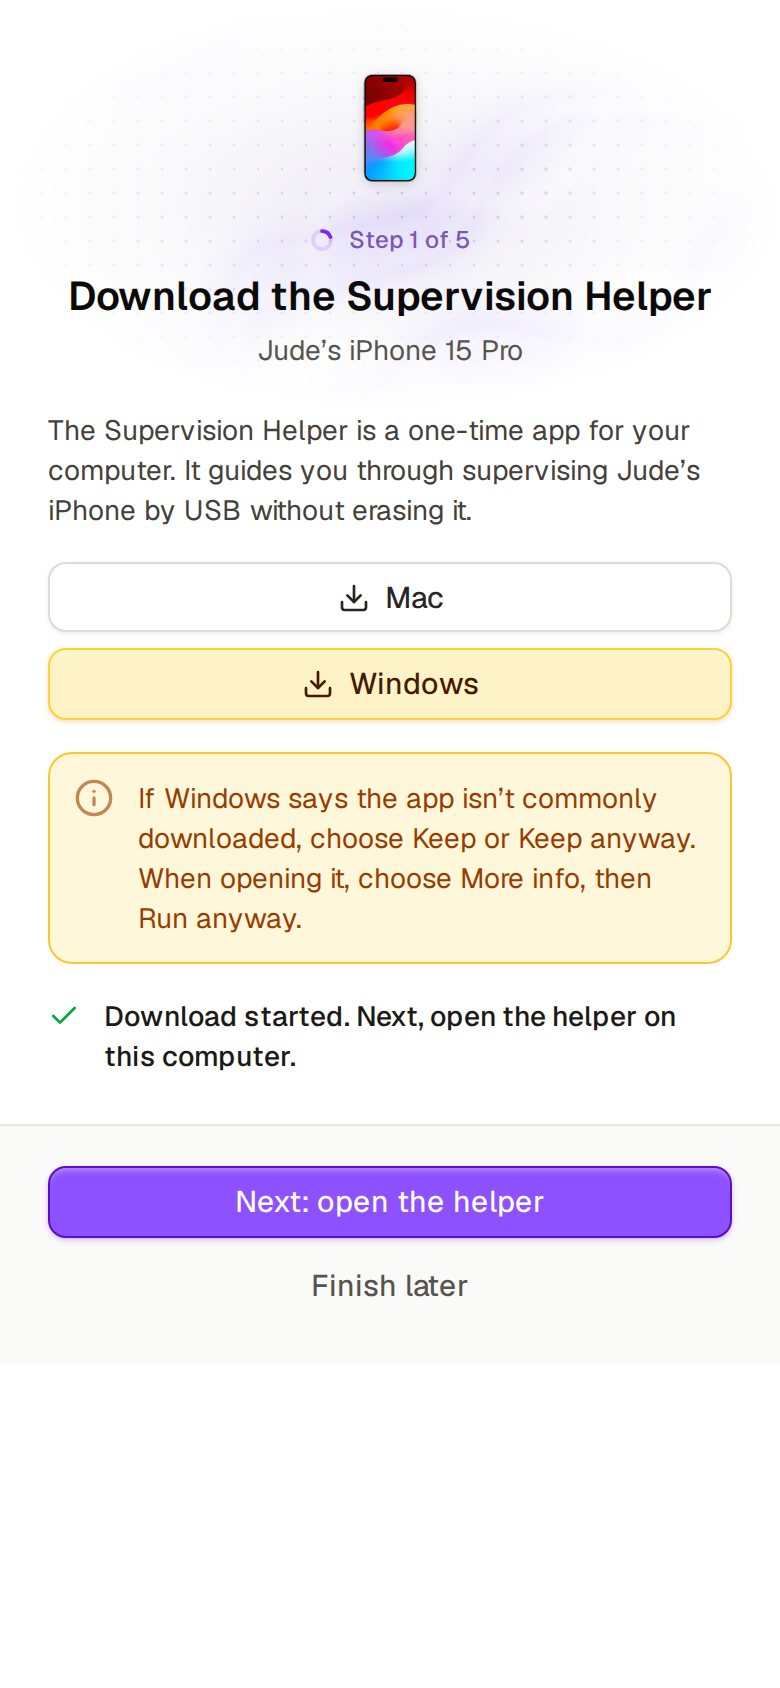 Step 1 of 5
Download the Supervision Helper
Jude’s iPhone 15 Pro
The Supervision Helper is a one-time app for your
computer. It guides you through supervising Jude’s
iPhone by USB without erasing it.
Mac
Windows
If Windows says the app isn’t commonly
downloaded, choose Keep or Keep anyway.
When opening it, choose More info, then
Run anyway.
Download started. Next, open the helper on
this computer.
Next: open the helper
Finish later